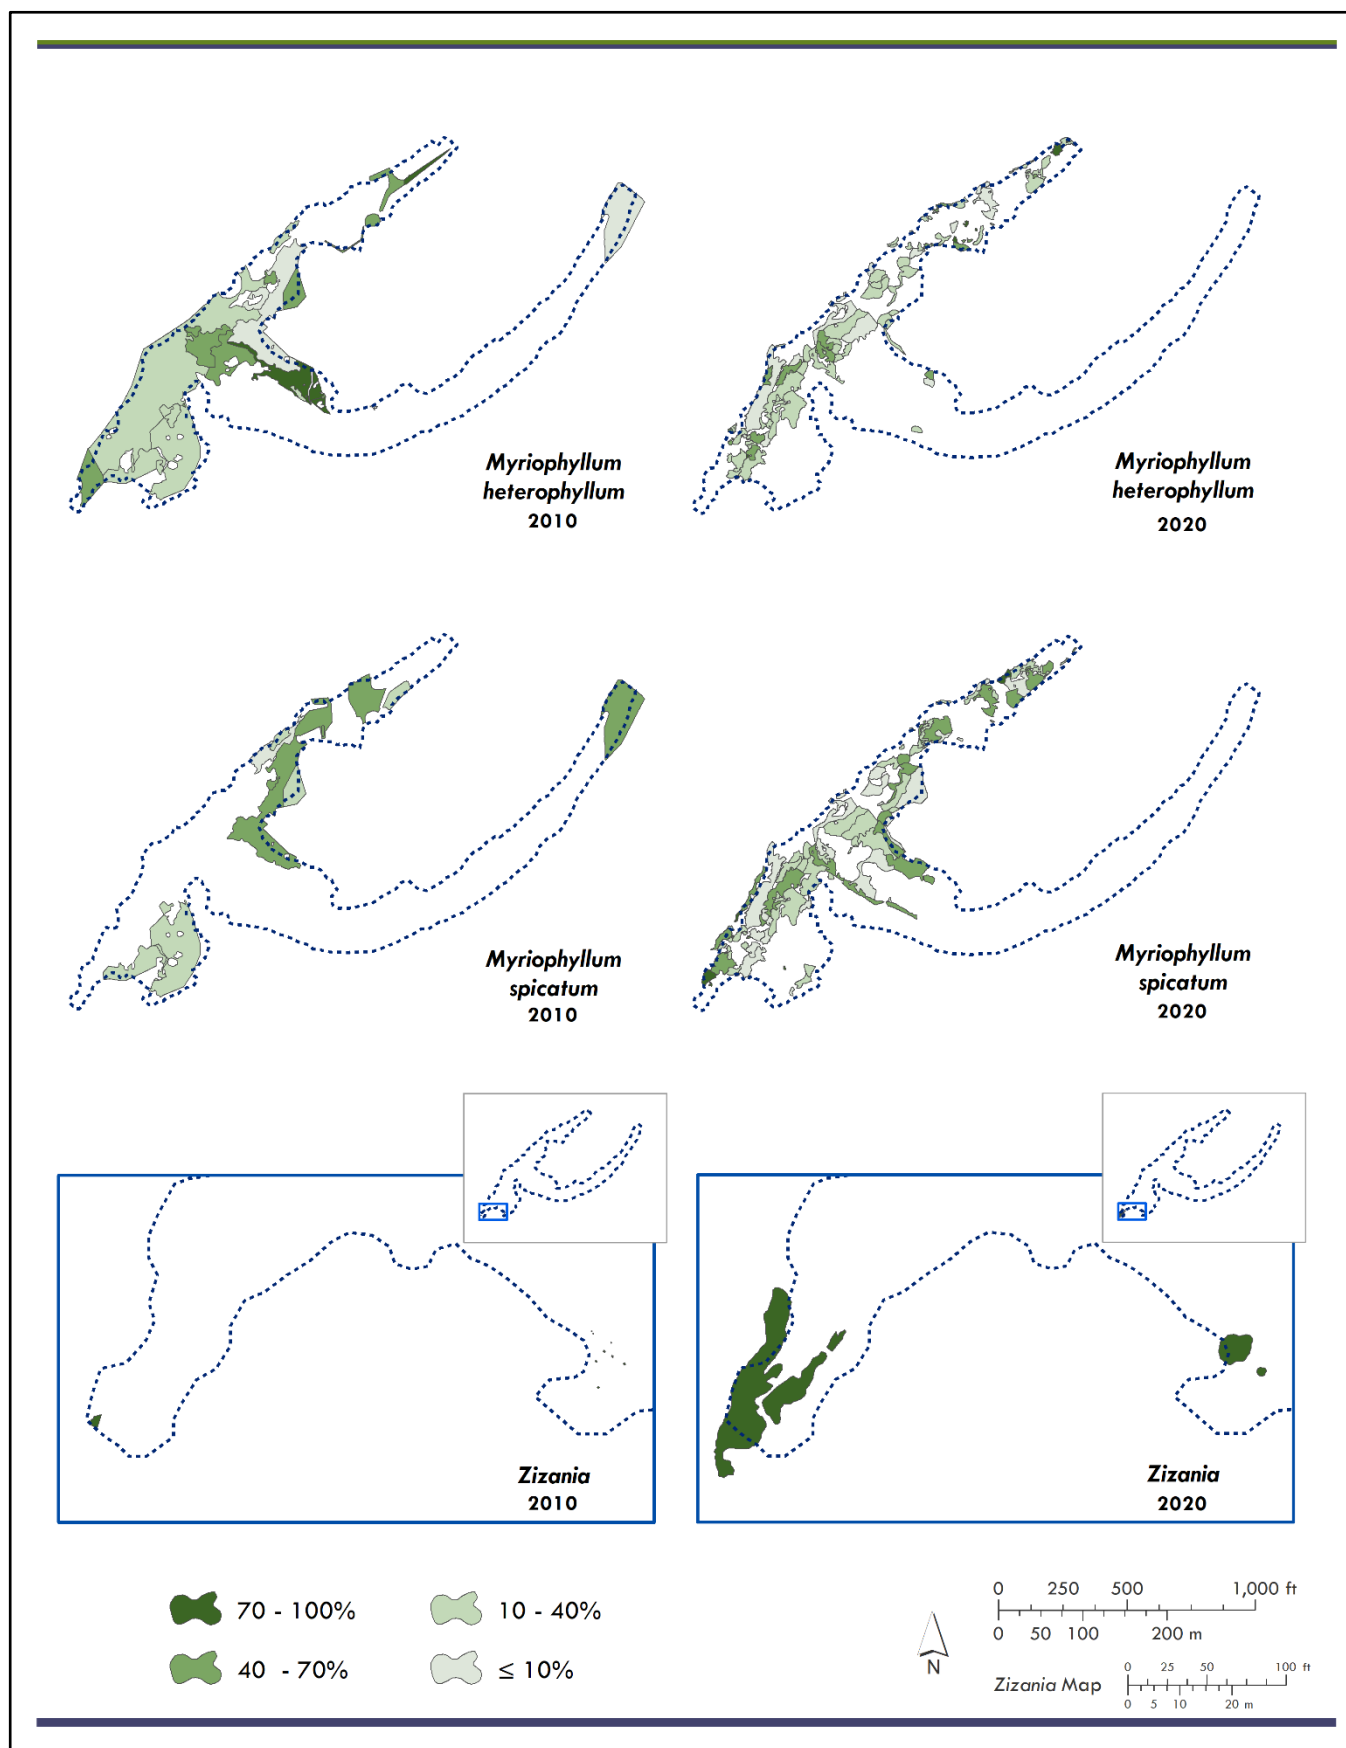 Myriophyllum
heterophyllum
2010
Myriophyllum
heterophyllum
2020
Myriophyllum
spicatum
2010
Myriophyllum
spicatum
2020
Zizania
2010
Zizania
2020
70 - 100%
10 - 40%
40 - 70%
≤ 10%
N
0 250 500 1,000 ft
0 50 100 200 m
Zizania Map
0 25 50 100 ft
0 5 10 20 m